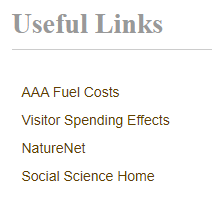 Useful Links
AAA Fuel Costs
Visitor Spending Effects
NatureNet
Social Science Home